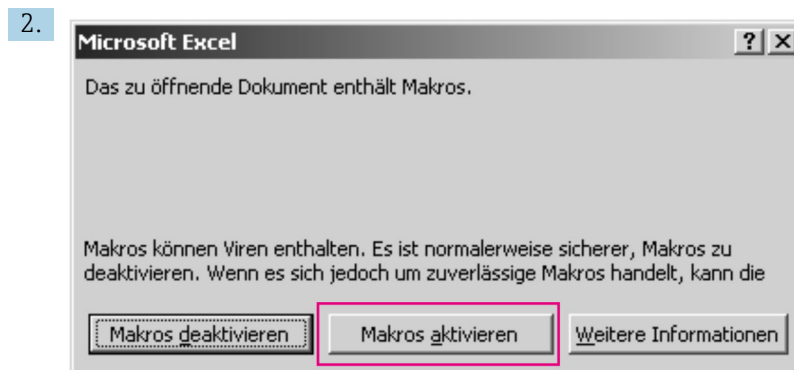 2.
Microsoft Excel
Das zu öffnende Dokument enthält Makros.
Makros können Viren enthalten. Es ist normalerweise sicherer, Makros zu
deaktivieren. Wenn es sich jedoch um zuverlässige Makros handelt, kann die
Makros deaktivieren
Makros aktivieren
Weitere Informationen